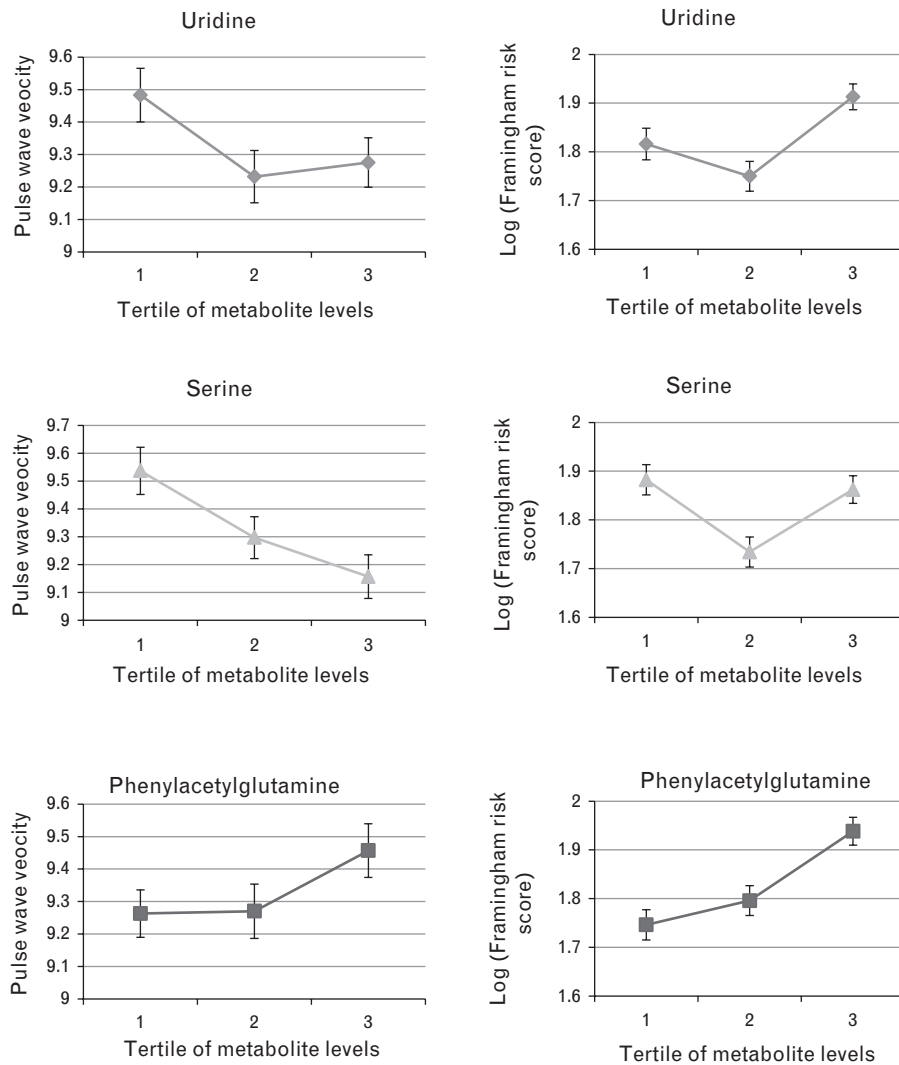 Uridine
Pulse wave veocity
9.6
9.5
9.4
9.3
9.2
9.1
9
1 2 3
Tertile of metabolite levels
Uridine
Log (Framingham risk
score)
2
1.9
1.8
1.7
1.6
1 2 3
Tertile of metabolite levels
Serine
Pulse wave veocity
9.7
9.6
9.5
9.4
9.3
9.2
9.1
9
1 2 3
Tertile of metabolite levels
Serine
Log (Framingham risk
score)
2
1.9
1.8
1.7
1.6
1 2 3
Tertile of metabolite levels
Phenylacetylglutamine
Pulse wave veocity
9.6
9.5
9.4
9.3
9.2
9.1
9
1 2 3
Tertile of metabolite levels
Phenylacetylglutamine
Log (Framingham risk
score)
2
1.9
1.8
1.7
1.6
1 2 3
Tertile of metabolite levels